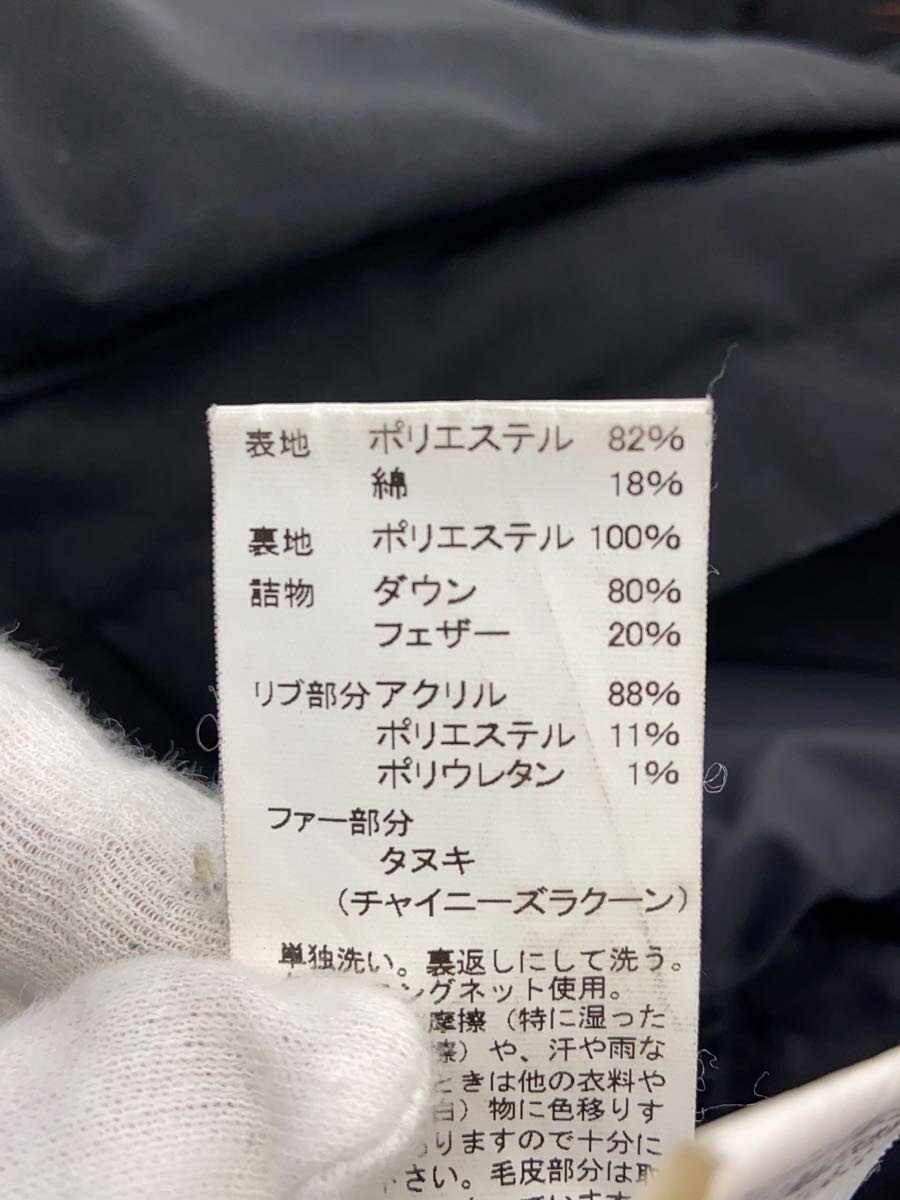 表地 ポリエステル 82%
綿 18%
裏地 ポリエステル 100%
詰物 ダウン 80%
フェザー 20%
リブ部分 アクリル 88%
ポリエステル 11%
ポリウレタン 1%
ファー部分
タヌキ
(チャイニーズラクーン)
単独洗い。裏返しにして洗う。
ングネット使用。
摩擦(特に湿った
擦)や、汗や雨な
ときは他の衣料や
白)物に色移りす
りますので十分に
さい。毛皮部分は取